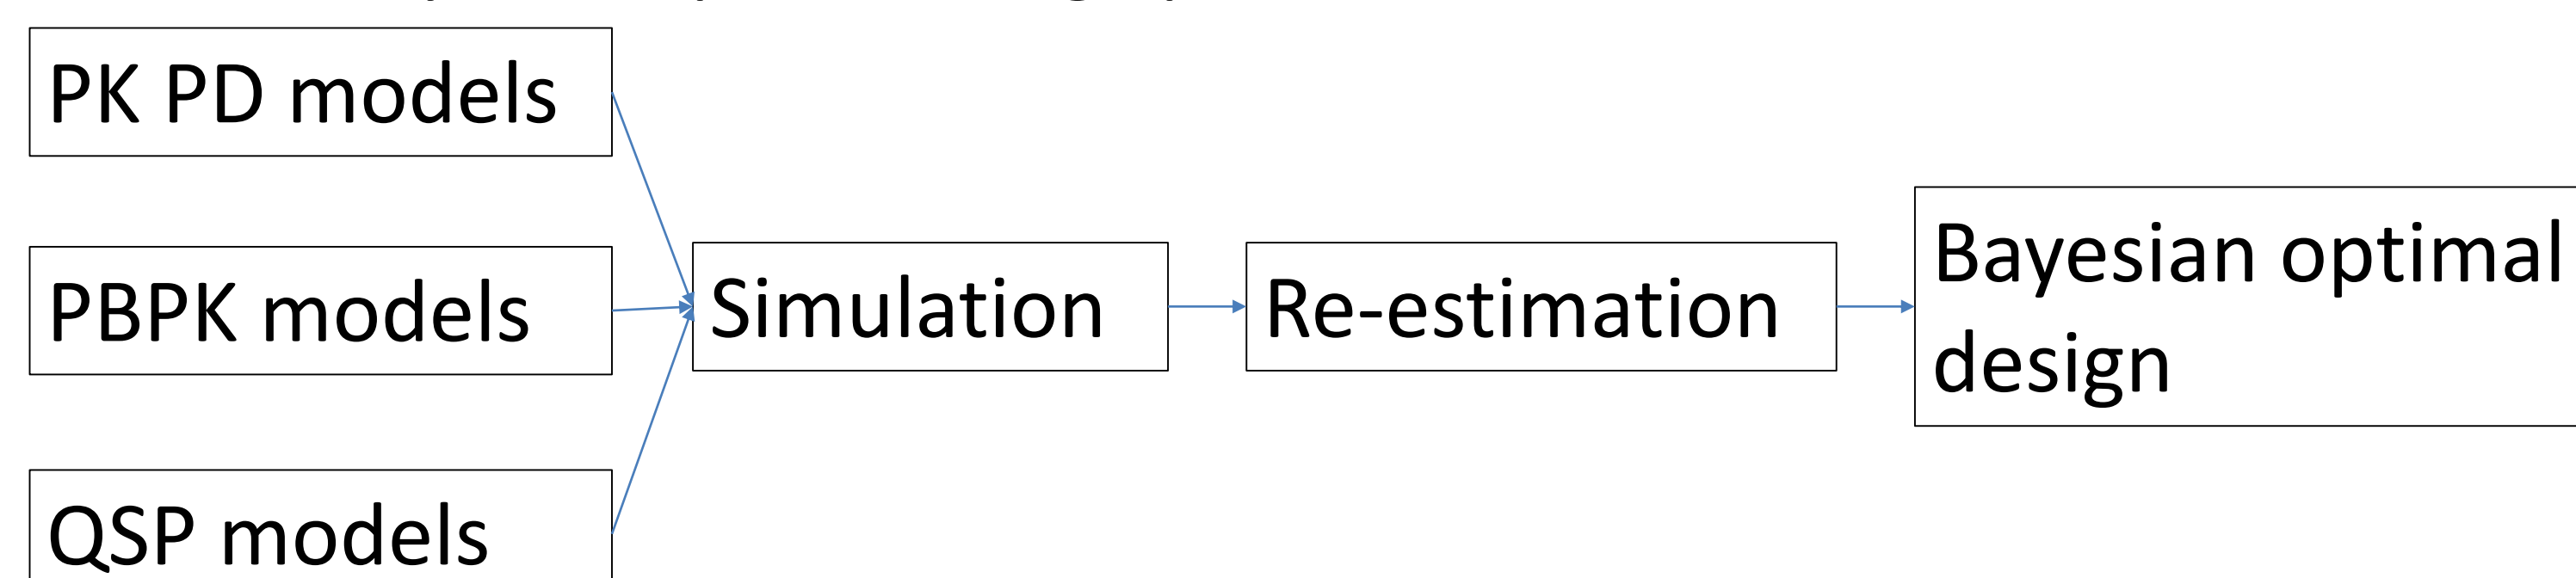 PK PD models
PBPK models
QSP models
Simulation
Re-estimation
Bayesian optimal
design